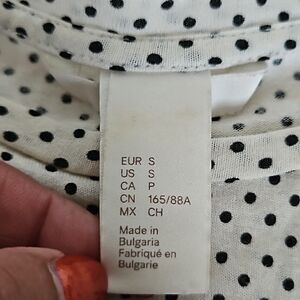 EUR S
US S
CA P
CN 165/88A
MX CH
Made in
Bulgaria
Fabriqué en
Bulgarie